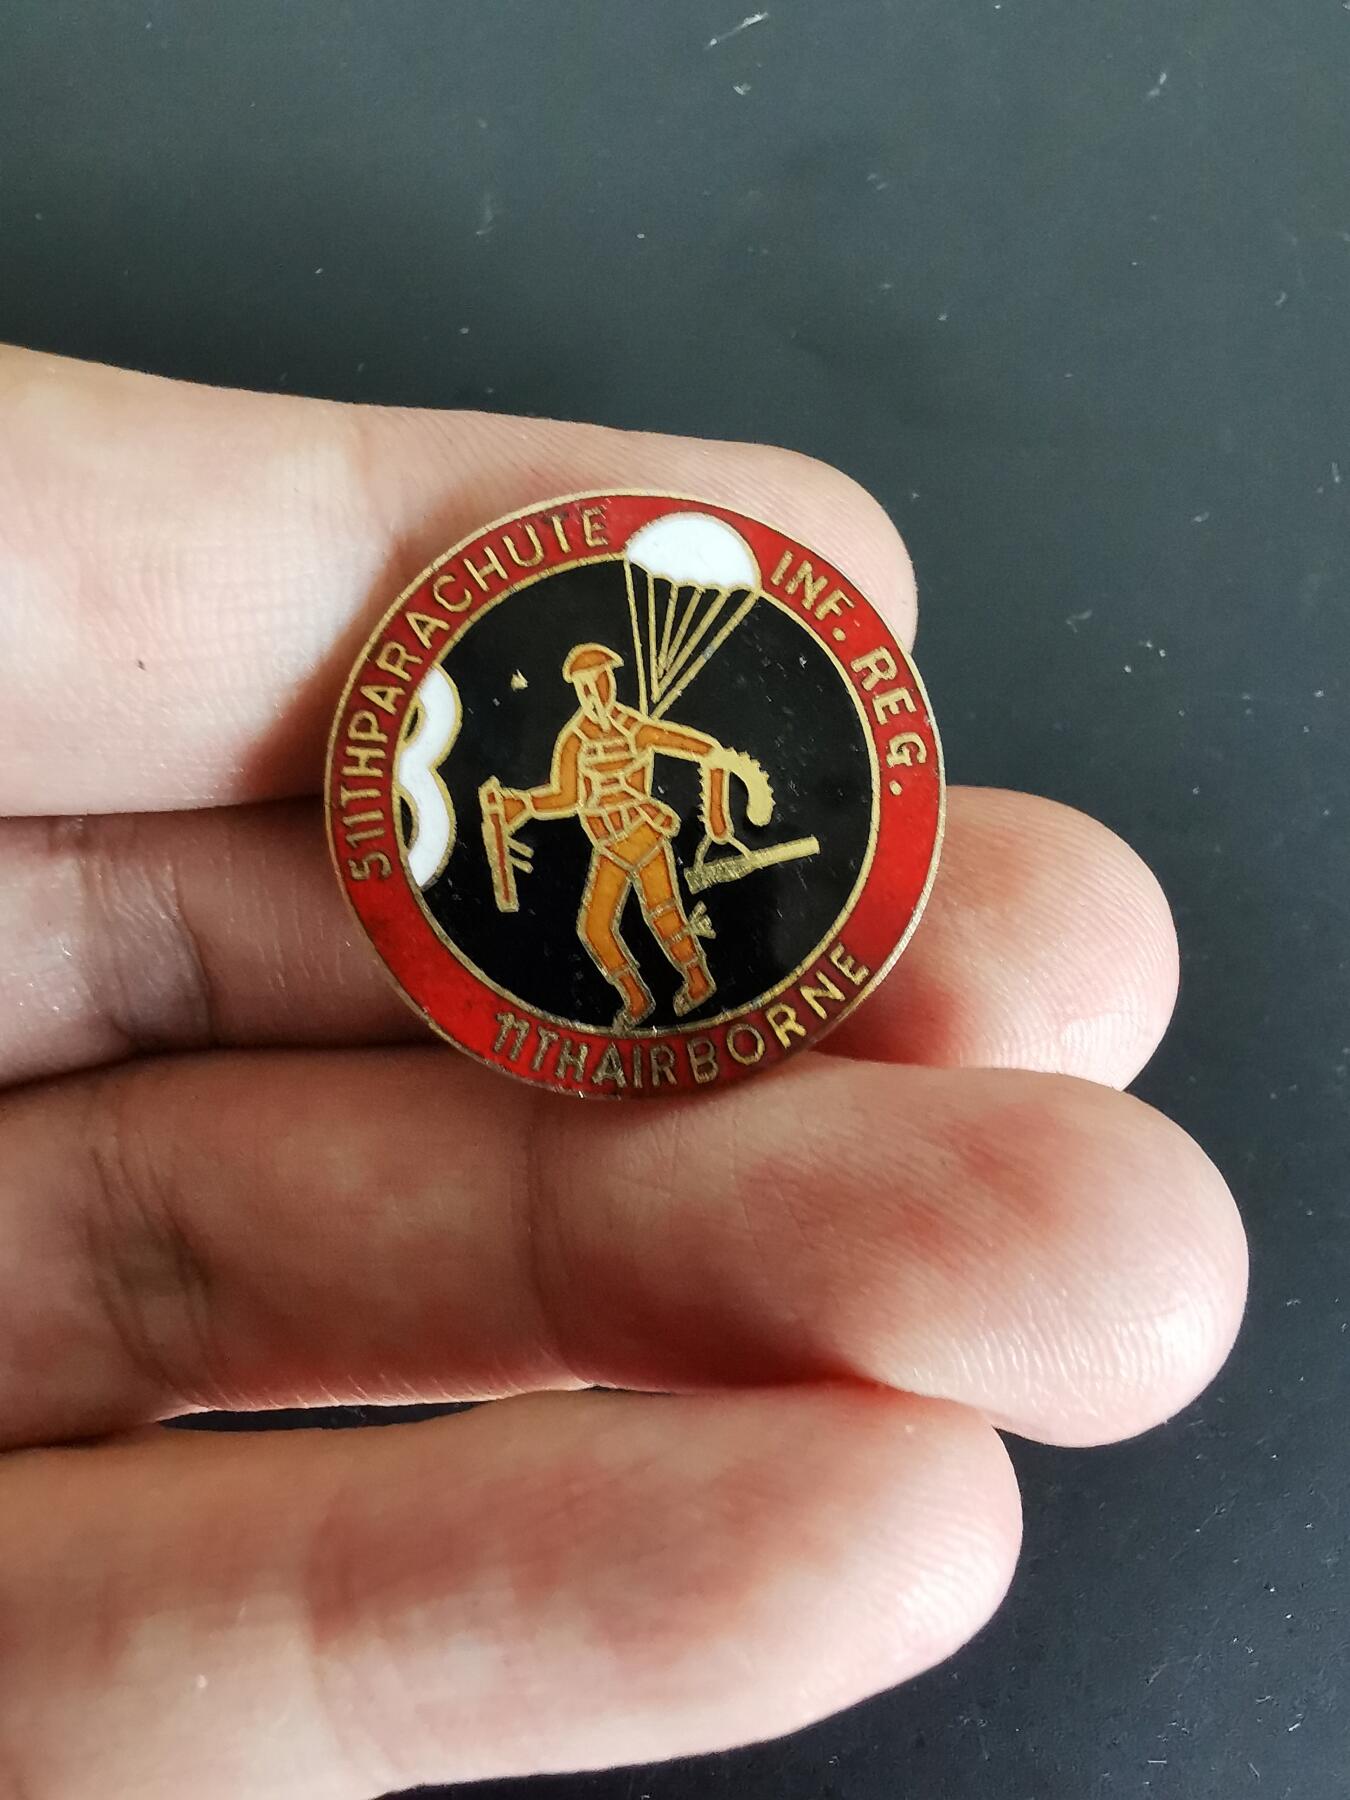 511THPARACHUTE INF. REG.
11THAIRBORNE